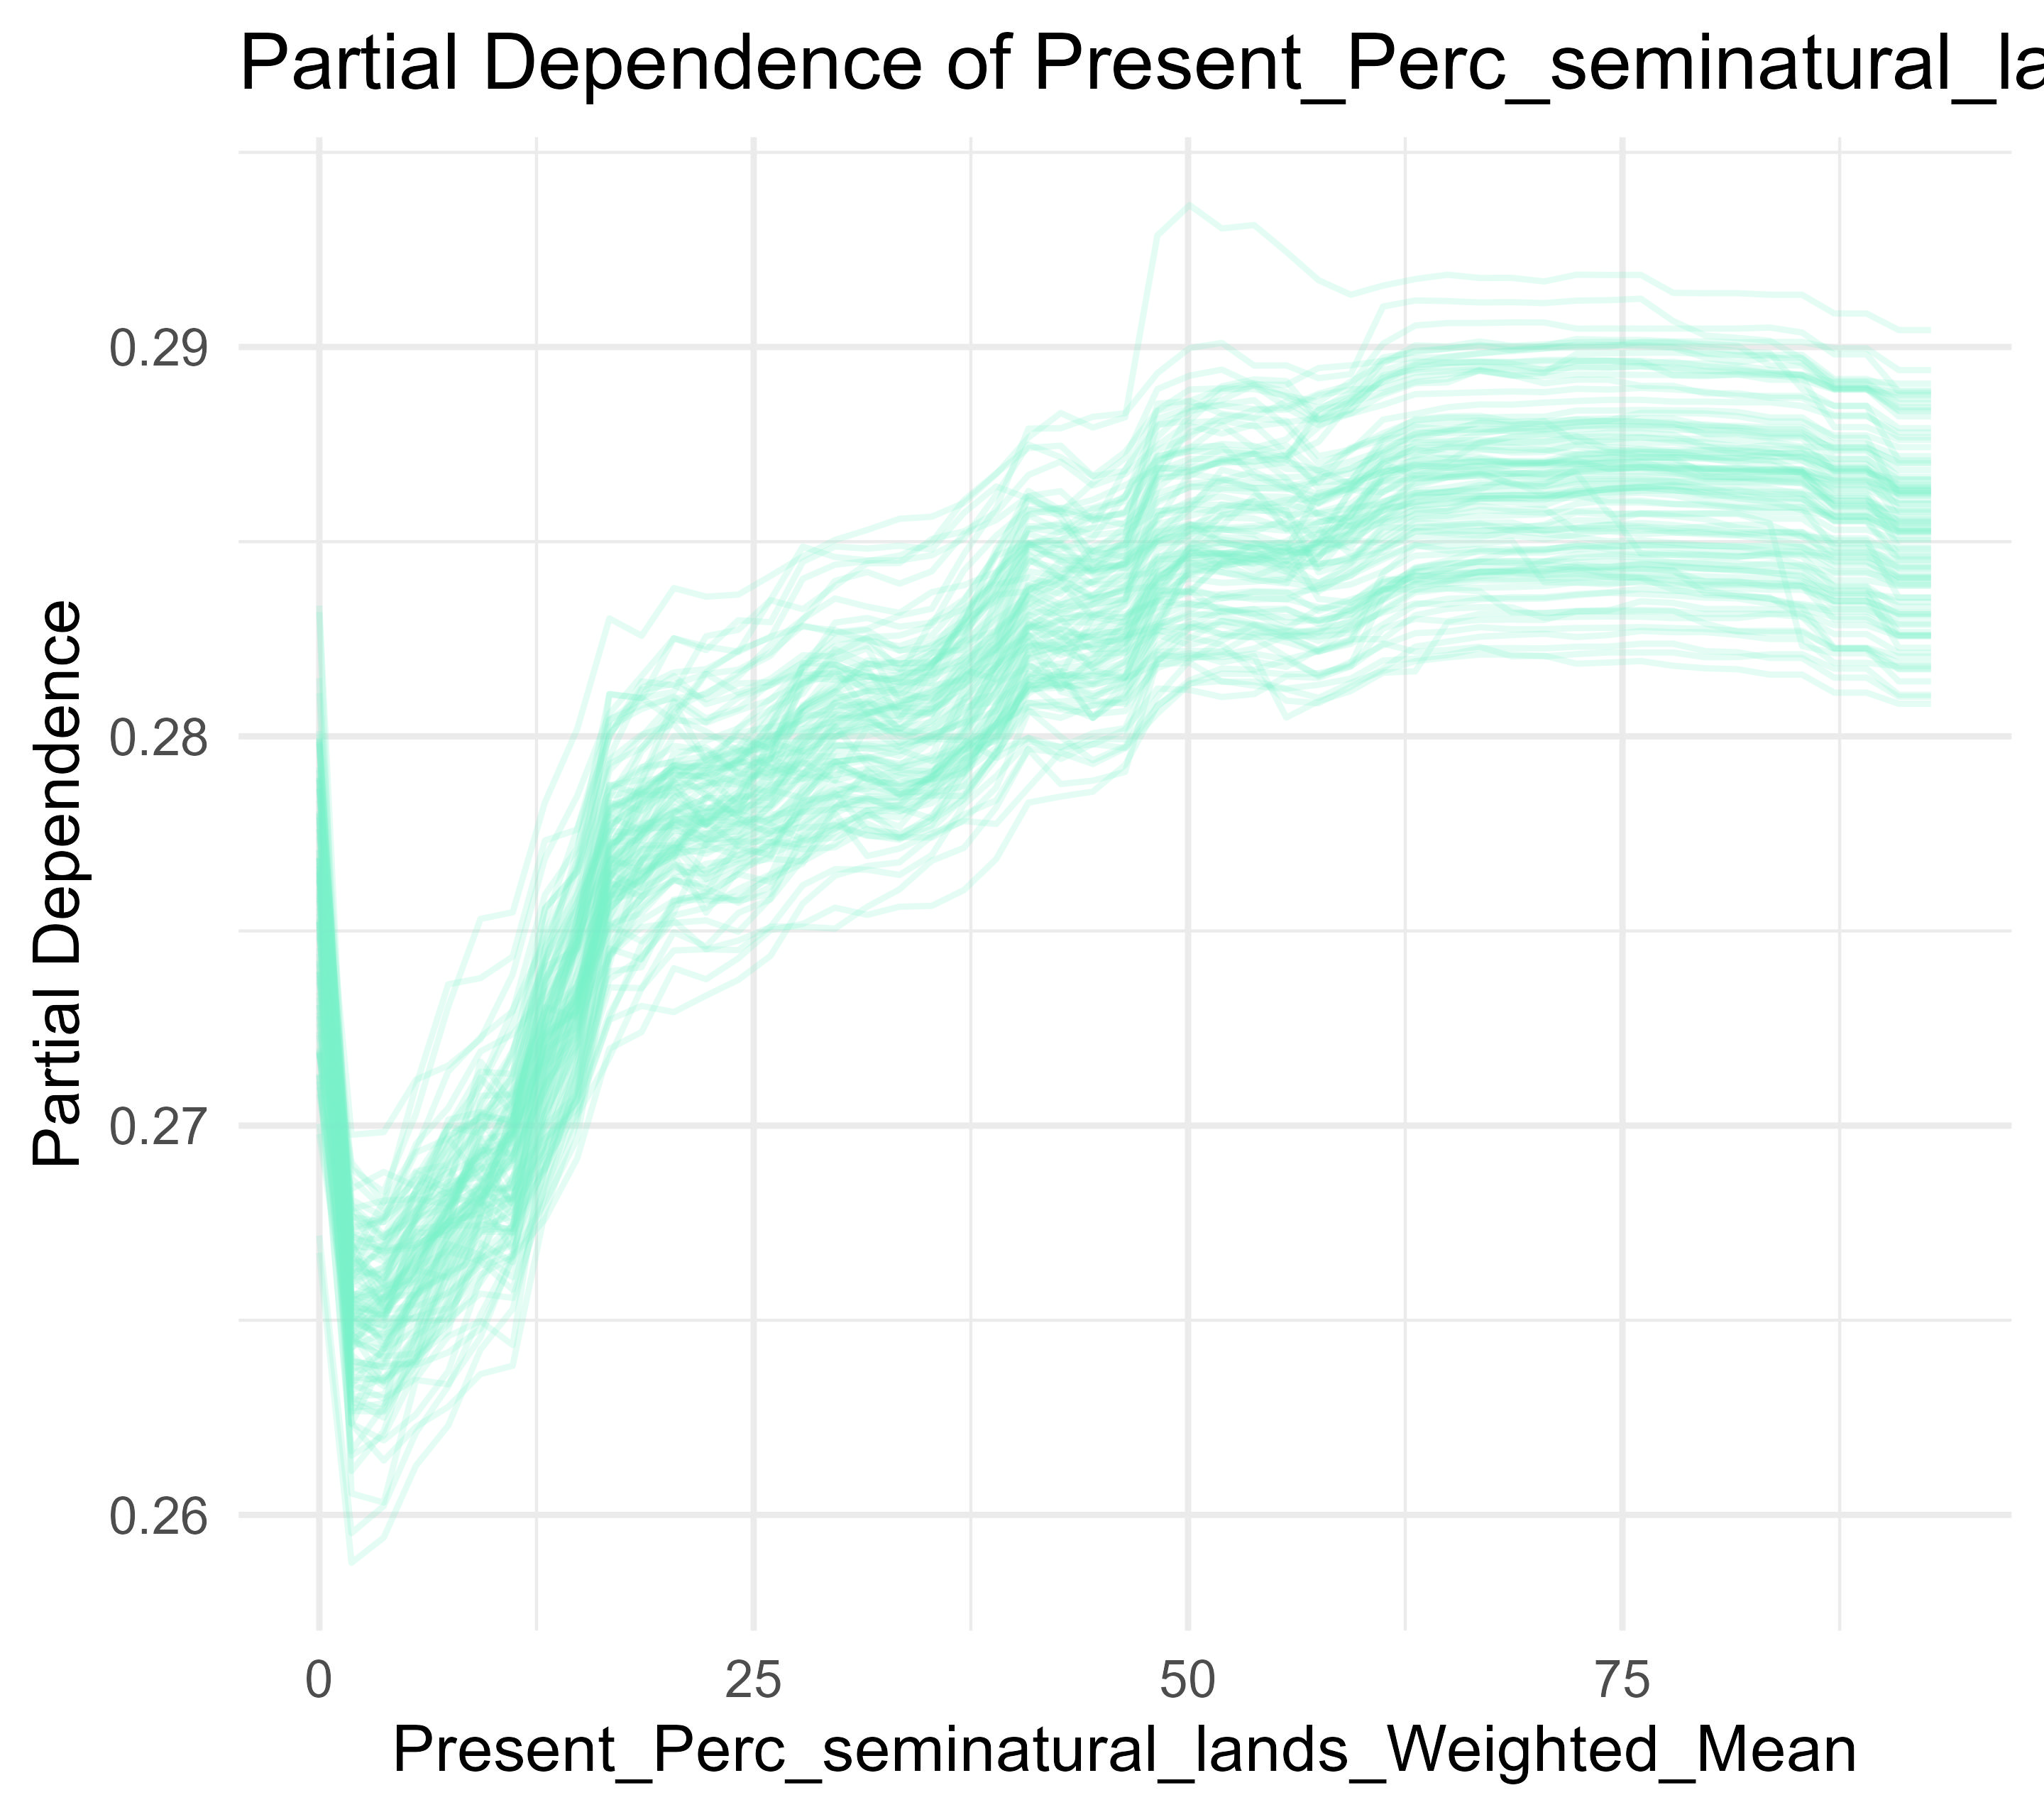 Partial Dependence of Present_Perc_seminatural_la
Partial Dependence
0.29
0.28
0.27
0.26
0
25
50
75
Present_Perc_seminatural_lands_Weighted_Mean